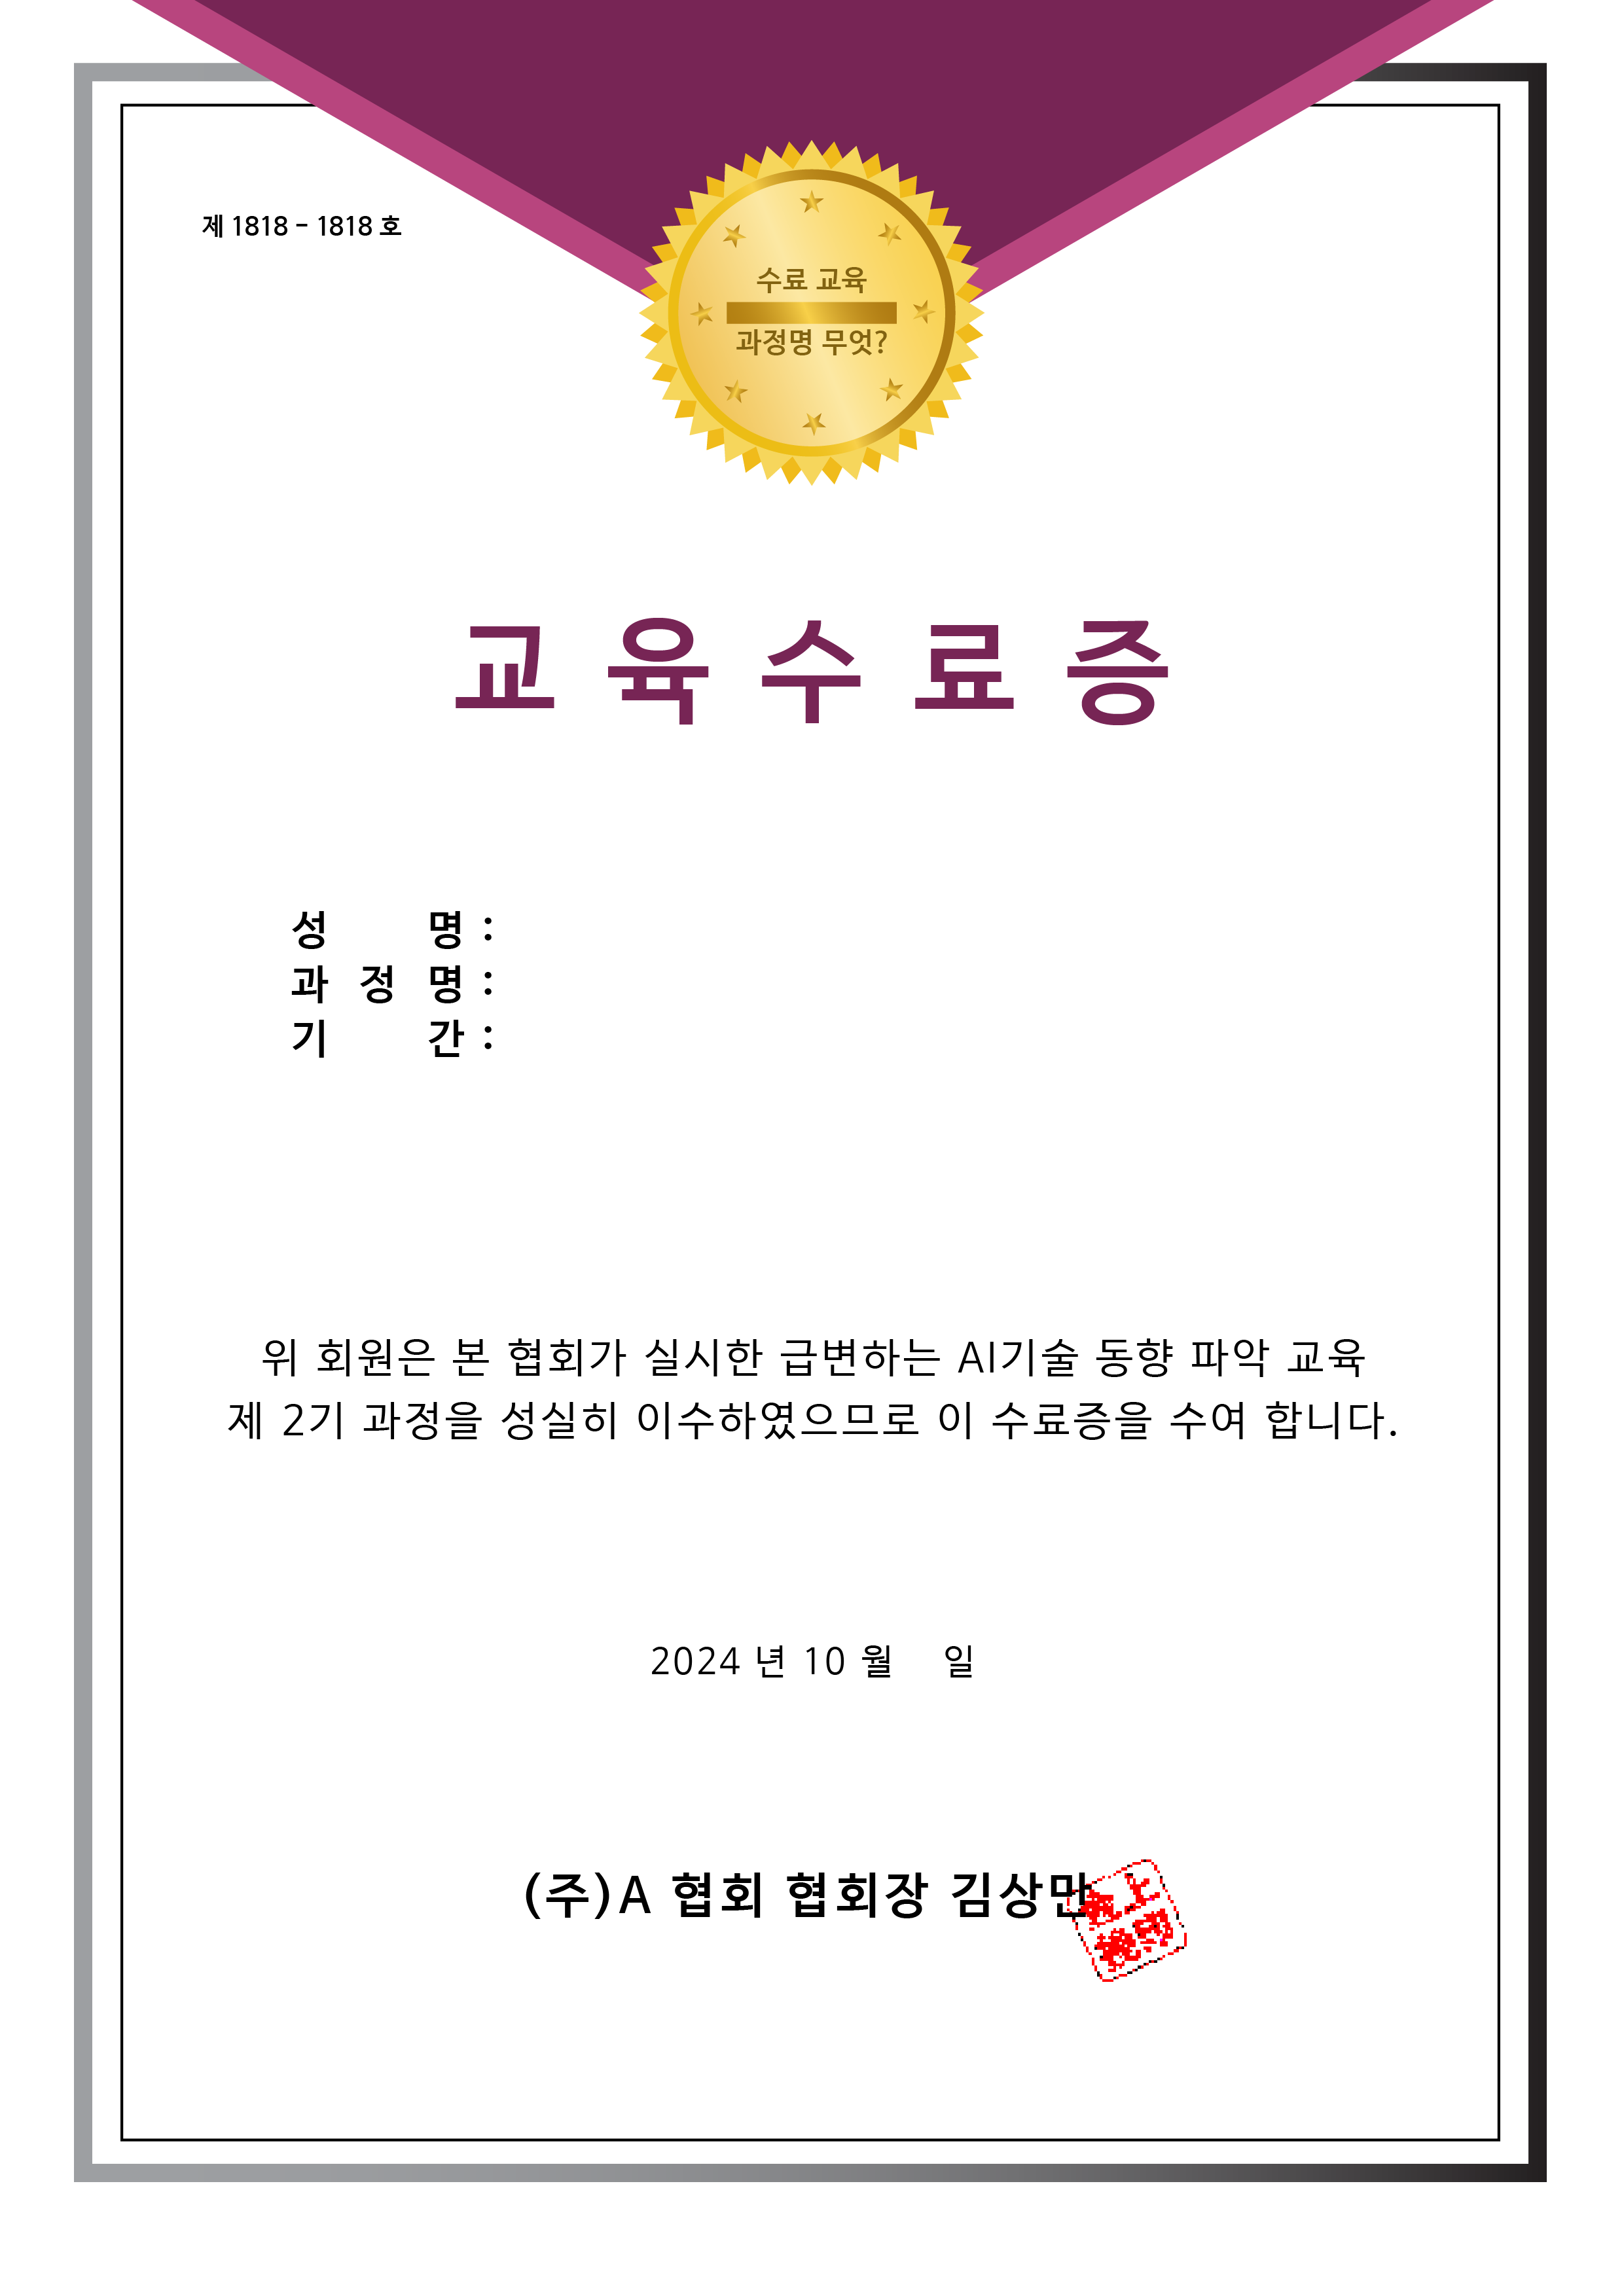 제 1818 - 1818 호
수료 교육
과정명 무엇?
교육수료증
성 명 :
과 정 명 :
기 간 :
위 회원은 본 협회가 실시한 급변하는 AI기술 동향 파악 교육
제 2기 과정을 성실히 이수하였으므로 이 수료증을 수여 합니다.
2024 년 10 월 일
(주)A 협회 협회장 김상만